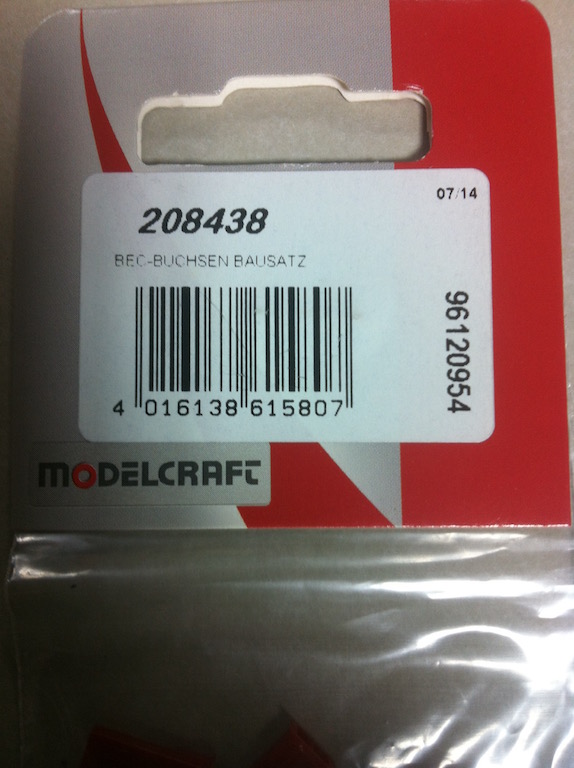 07/14
208438
BEC-BUCHSEN BAUSATZ
96120954
4 016138 615807
MODELCRAFT